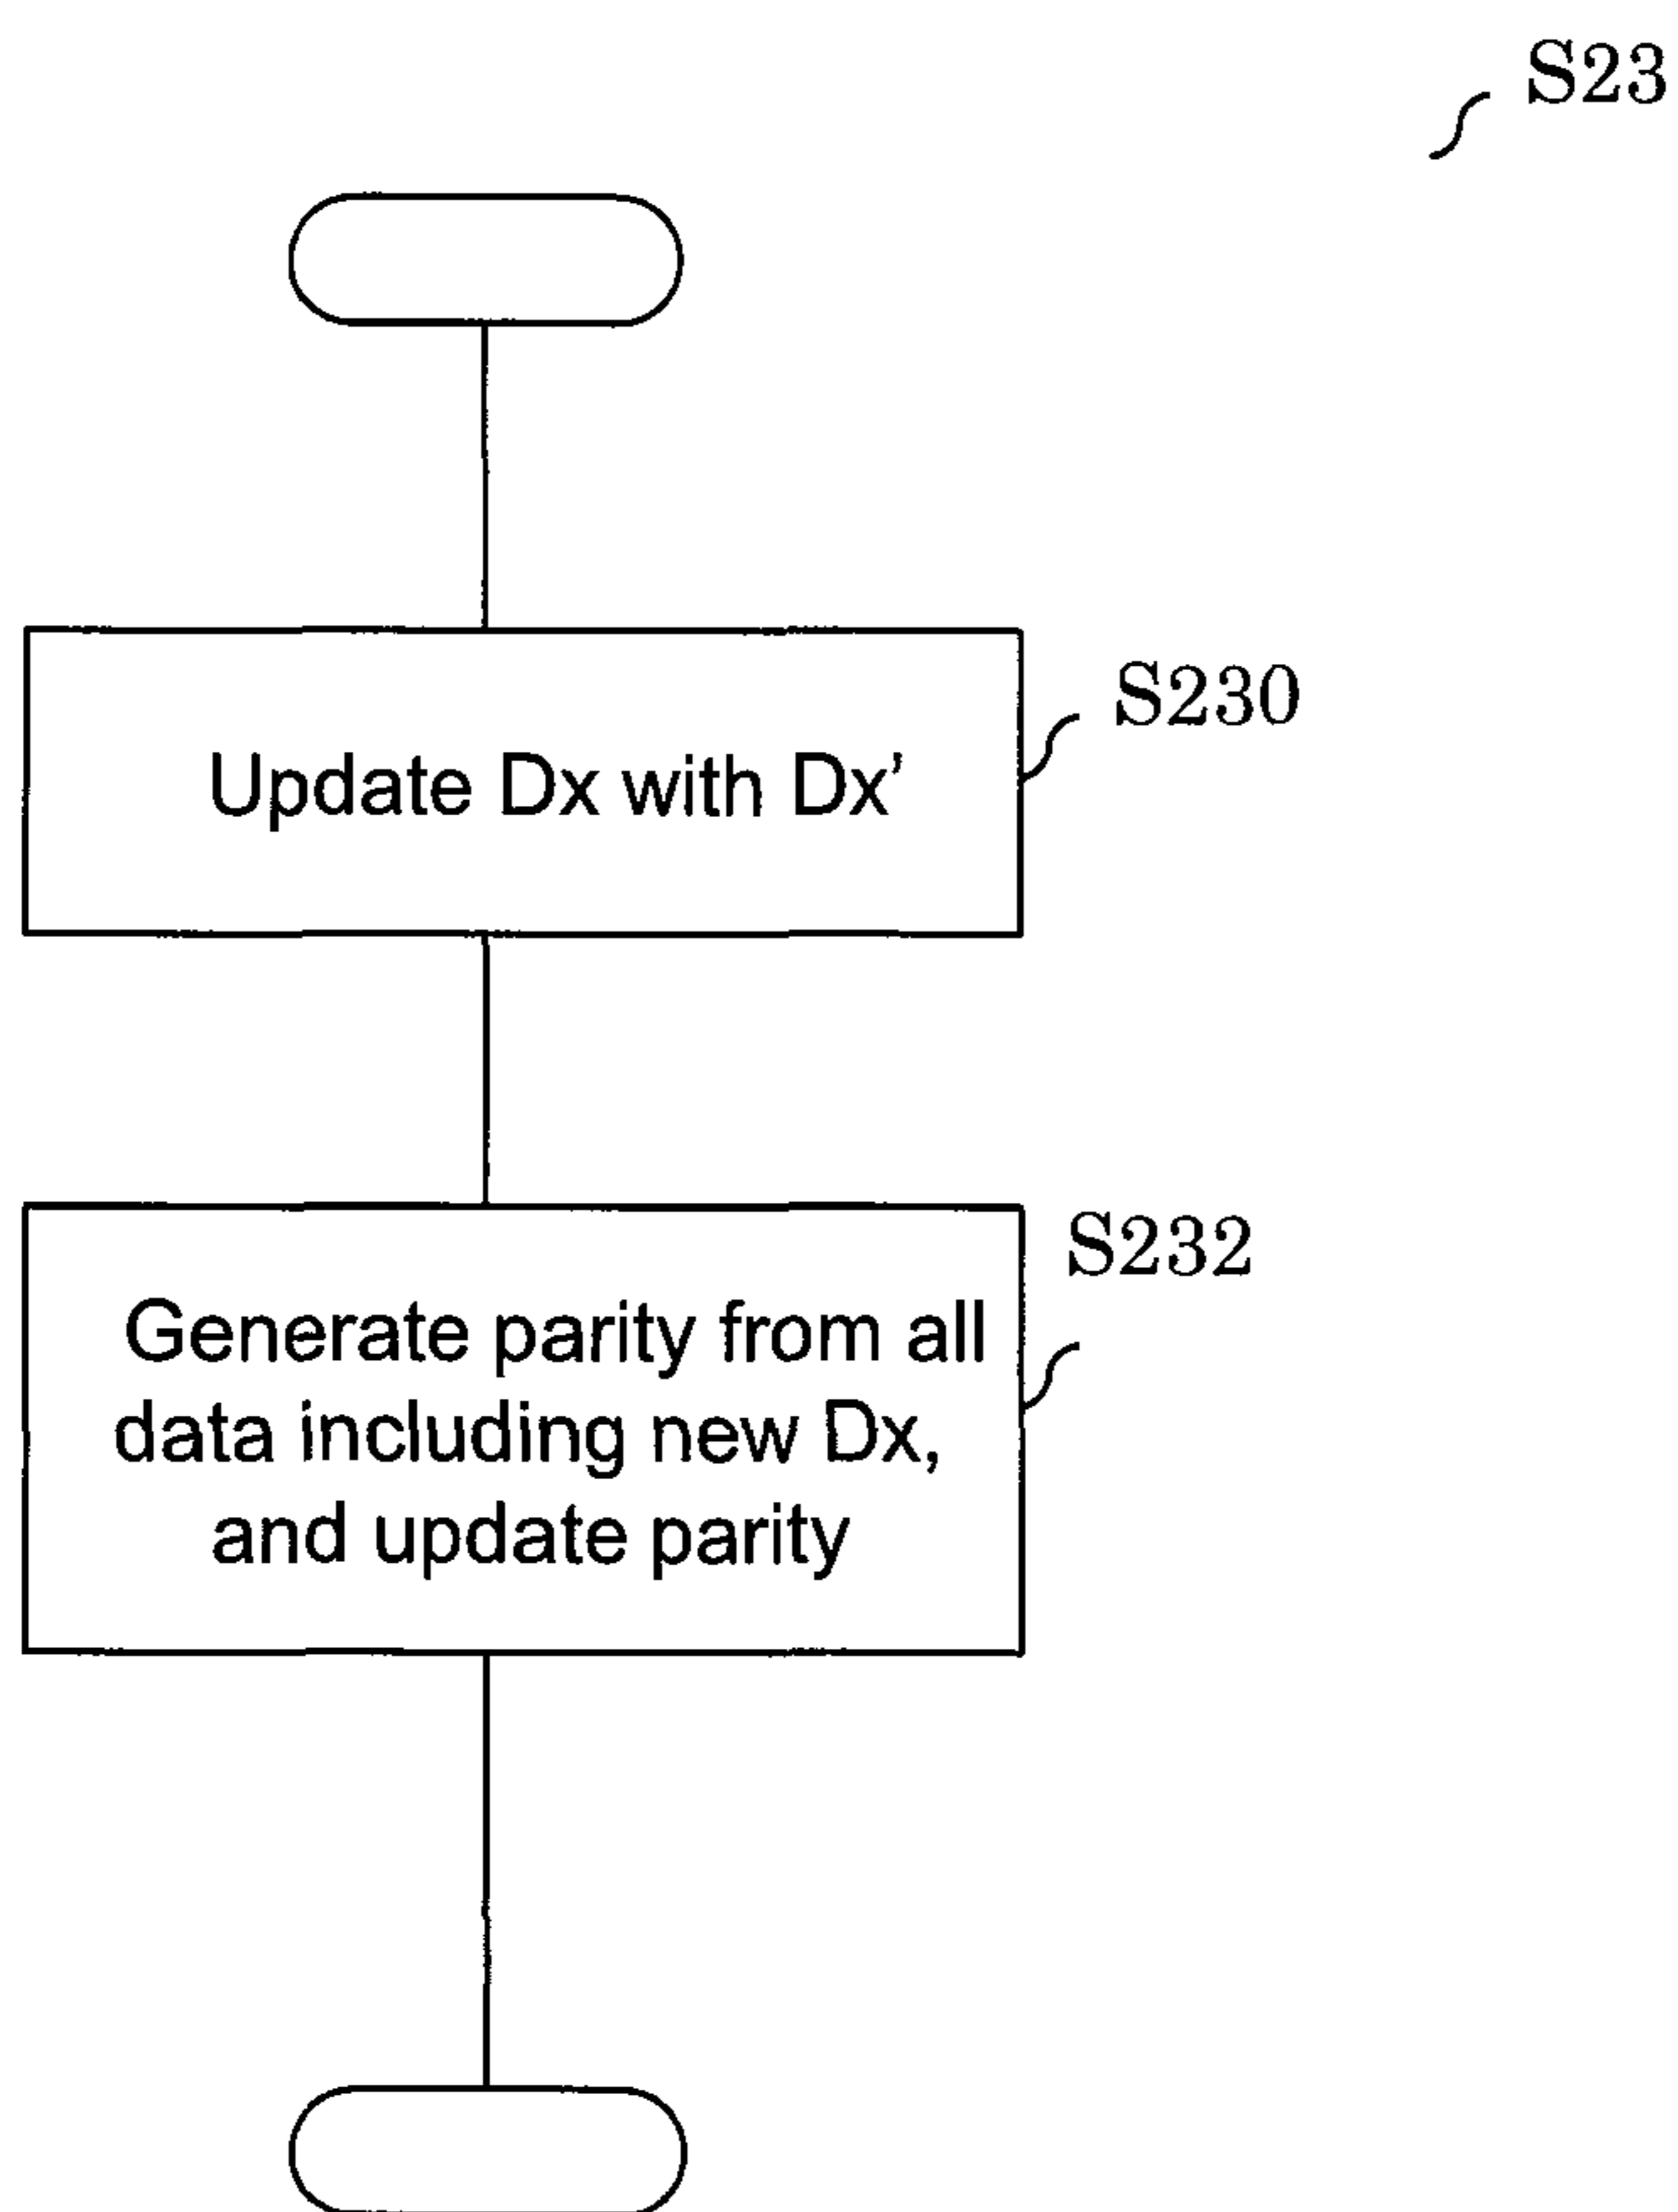 S23
S230
Update Dx with Dx’
S232
Generate parity from all
data including new Dx,
and update parity